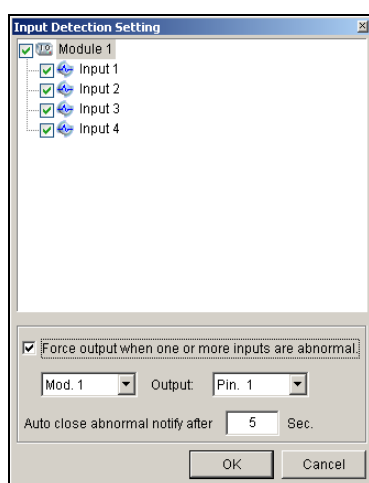 Input Detection Setting
Module 1
Input 1
Input 2
Input 3
Input 4
Force output when one or more inputs are abnormal.
Mod. 1 Output: Pin. 1
Auto close abnormal notify after 5 Sec.
OK Cancel